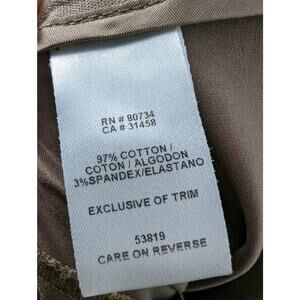 RN # 80734
CA # 31458
97% COTTON /
COTON / ALGODON
3%SPANDEX/ELASTANO
EXCLUSIVE OF TRIM
53819
CARE ON REVERSE